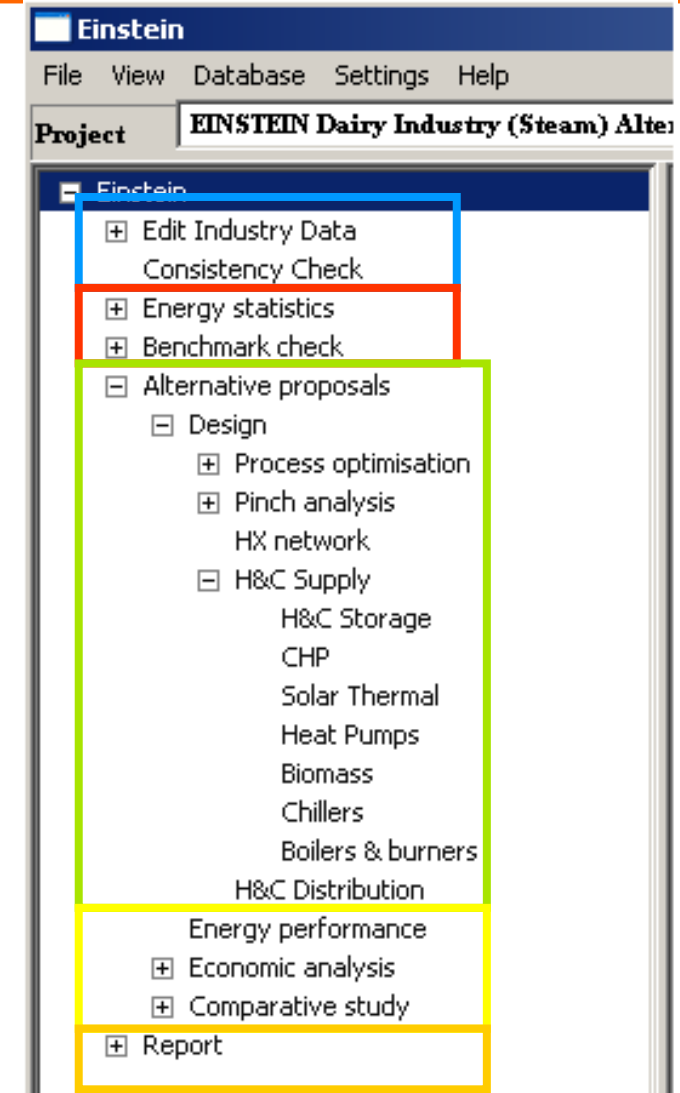 Einstein
File View Database Settings Help
Project EINSTEIN Dairy Industry (Steam)
Einstein
Edit Industry Data
Consistency Check
Energy statistics
Benchmark check
Alternative proposals
Design
Process optimisation
Pinch analysis
HX network
H&C Supply
H&C Storage
CHP
Solar Thermal
Heat Pumps
Biomass
Chillers
Boilers & burners
H&C Distribution
Energy performance
Economic analysis
Comparative study
Report